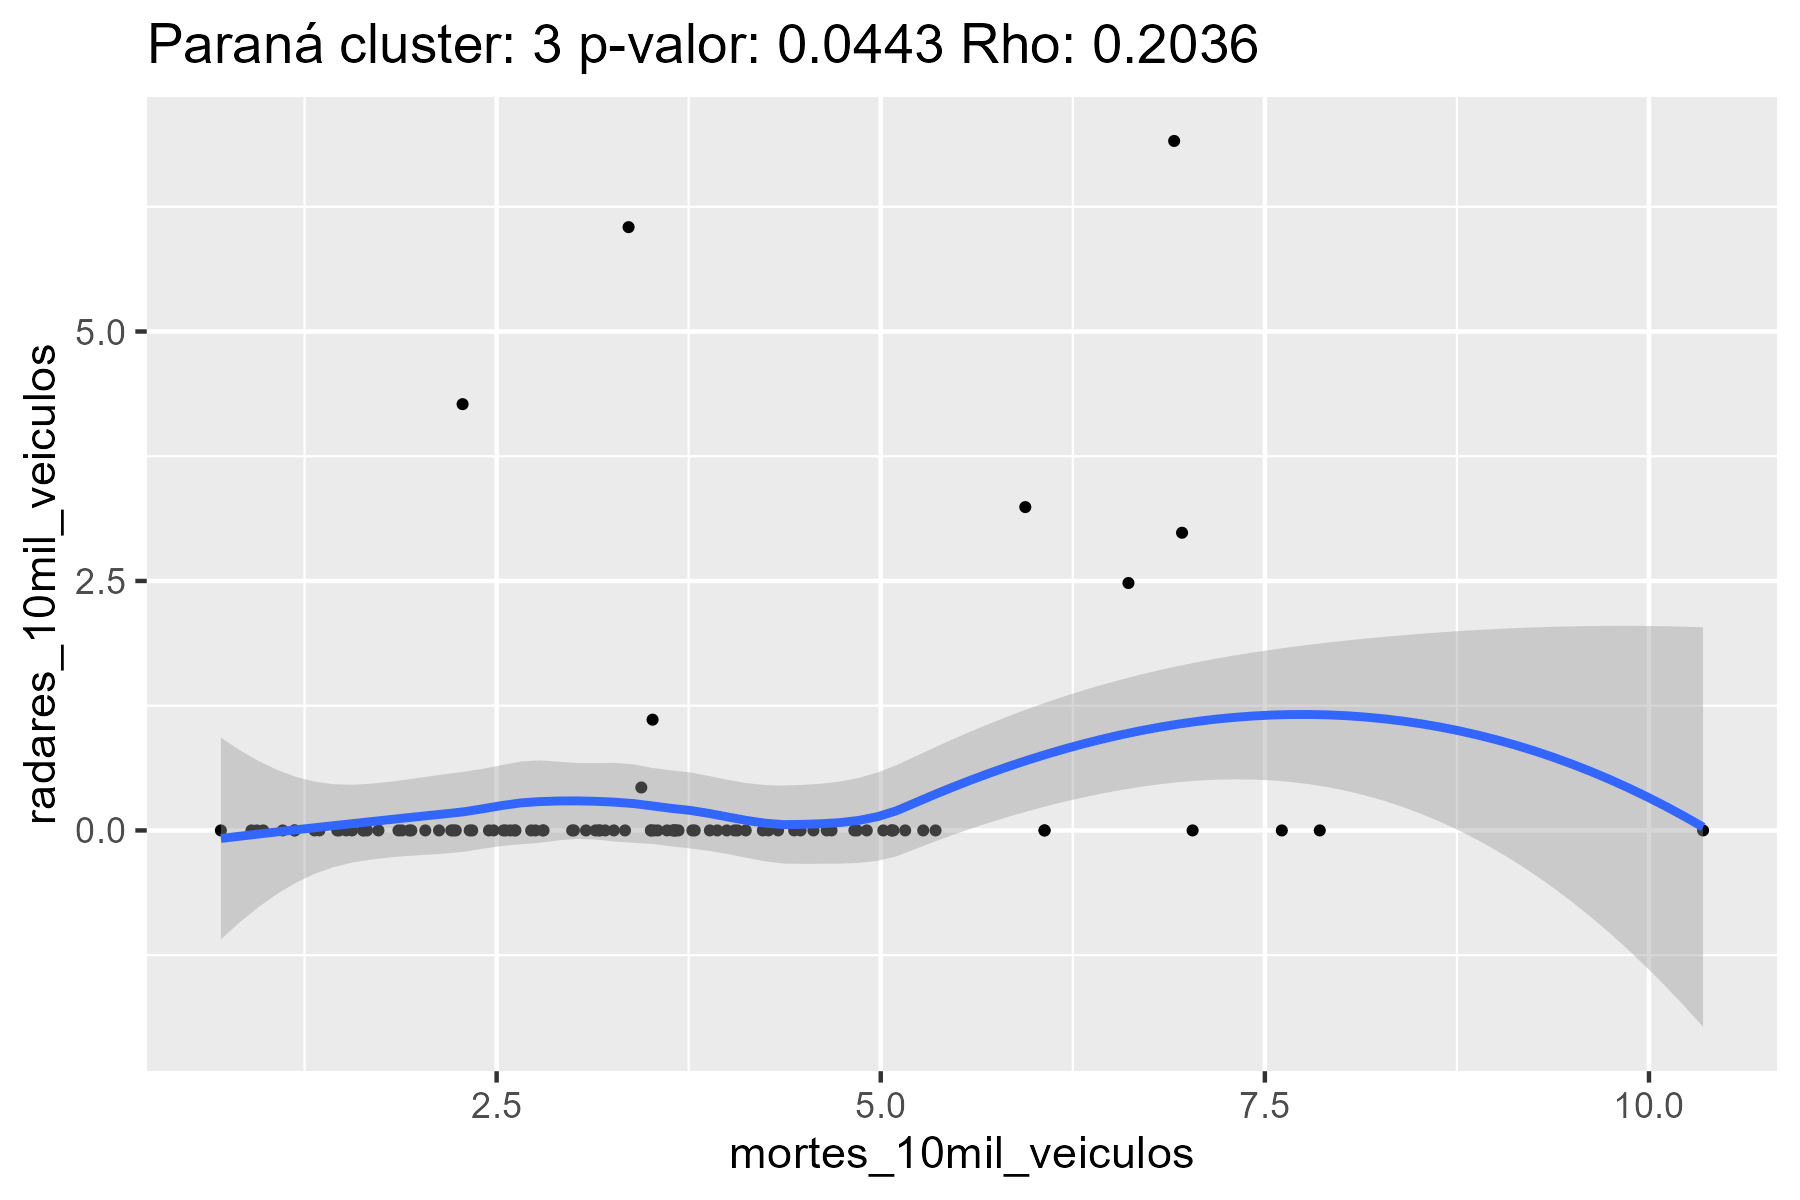 Paraná cluster: 3 p-valor: 0.0443 Rho: 0.2036
radares_10mil_veiculos
5.0
2.5
0.0
2.5 5.0 7.5 10.0
mortes_10mil_veiculos